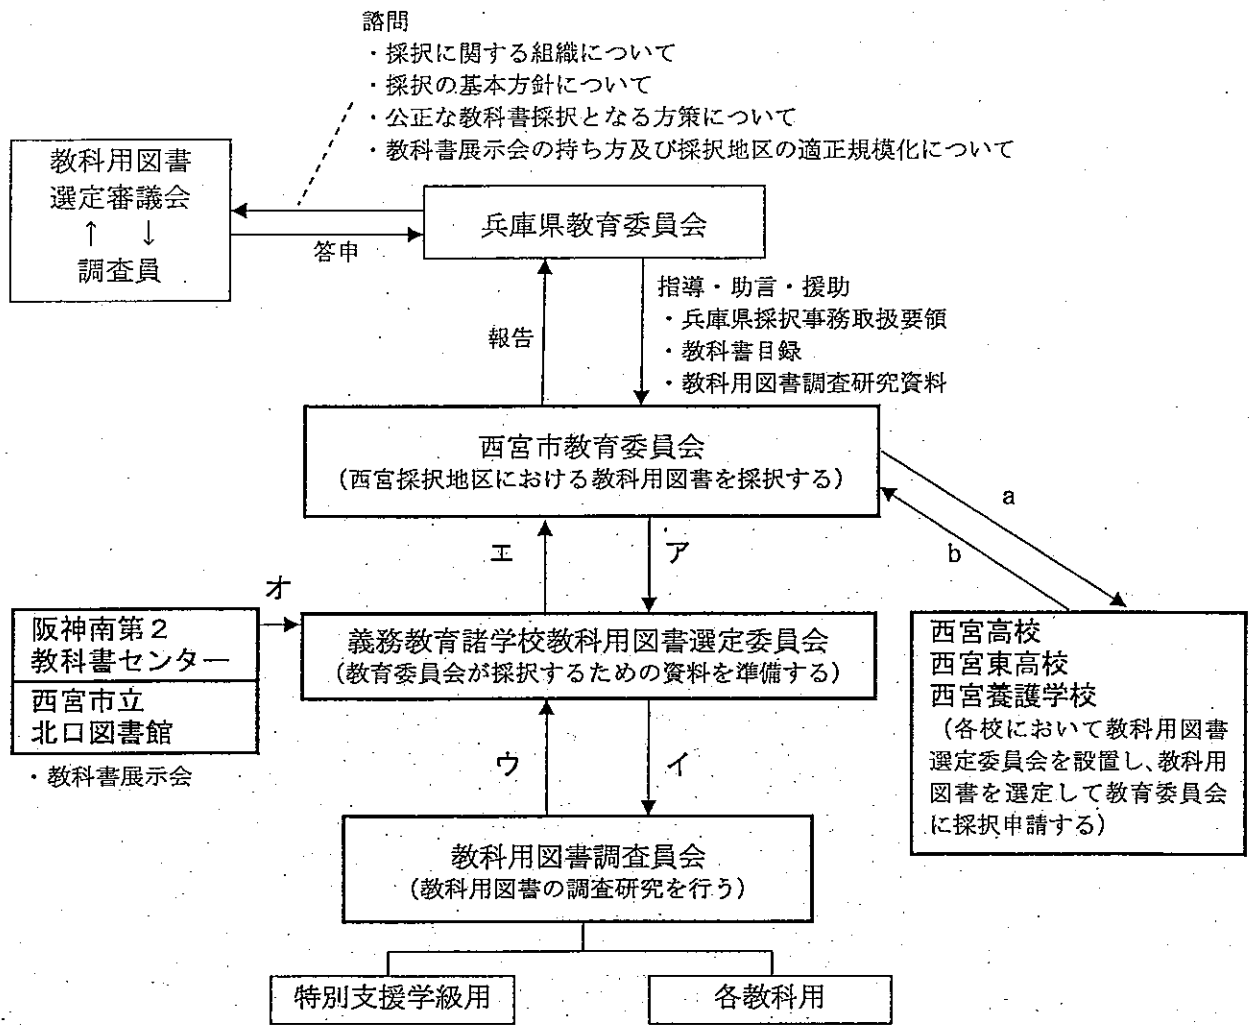 諮問
・採択に関する組織について
・採択の基本方針について
・公正な教科書採択となる方策について
・教科書展示会の持ち方及び採択地区の適正規模化について
教科用図書
選定審議会
↑ ↓
調査員
兵庫県教育委員会
答申
報告
指導・助言・援助
・兵庫県採択事務取扱要領
・教科書目録
・教科用図書調査研究資料
西宮市教育委員会
(西宮採択地区における教科用図書を採択する)
a
b
エ
ア
オ
阪神南第2
教科書センター
西宮市立
北口図書館
・教科書展示会
義務教育諸学校教科用図書選定委員会
(教育委員会が採択するための資料を準備する)
西宮高校
西宮東高校
西宮養護学校
(各校において教科用図書
選定委員会を設置し、教科用
図書を選定して教育委員会
に採択申請する)
ウ
イ
教科用図書調査員会
(教科用図書の調査研究を行う)
特別支援学級用
各教科用